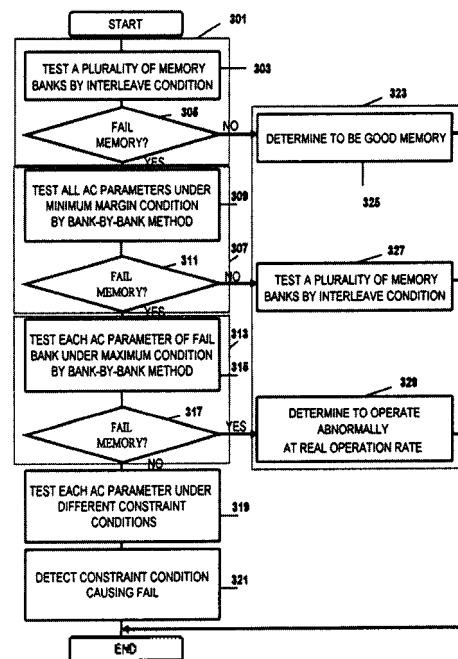 START
301
TEST A PLURALITY OF MEMORY
BANKS BY INTERLEAVE CONDITION
303
305
FAIL
MEMORY?
NO
YES
323
DETERMINE TO BE GOOD MEMORY
325
TEST ALL AC PARAMETERS UNDER
MINIMUM MARGIN CONDITION
BY BANK-BY-BANK METHOD
309
307
311
FAIL
MEMORY?
NO
YES
327
TEST A PLURALITY OF MEMORY
BANKS BY INTERLEAVE CONDITION
TEST EACH AC PARAMETER OF FAIL
BANK UNDER MAXIMUM CONDITION
BY BANK-BY-BANK METHOD
313
315
317
FAIL
MEMORY?
YES
NO
329
DETERMINE TO OPERATE
ABNORMALLY
AT REAL OPERATION RATE
TEST EACH AC PARAMETER UNDER
DIFFERENT CONSTRAINT
CONDITIONS
319
DETECT CONSTRAINT CONDITION
CAUSING FAIL
321
END